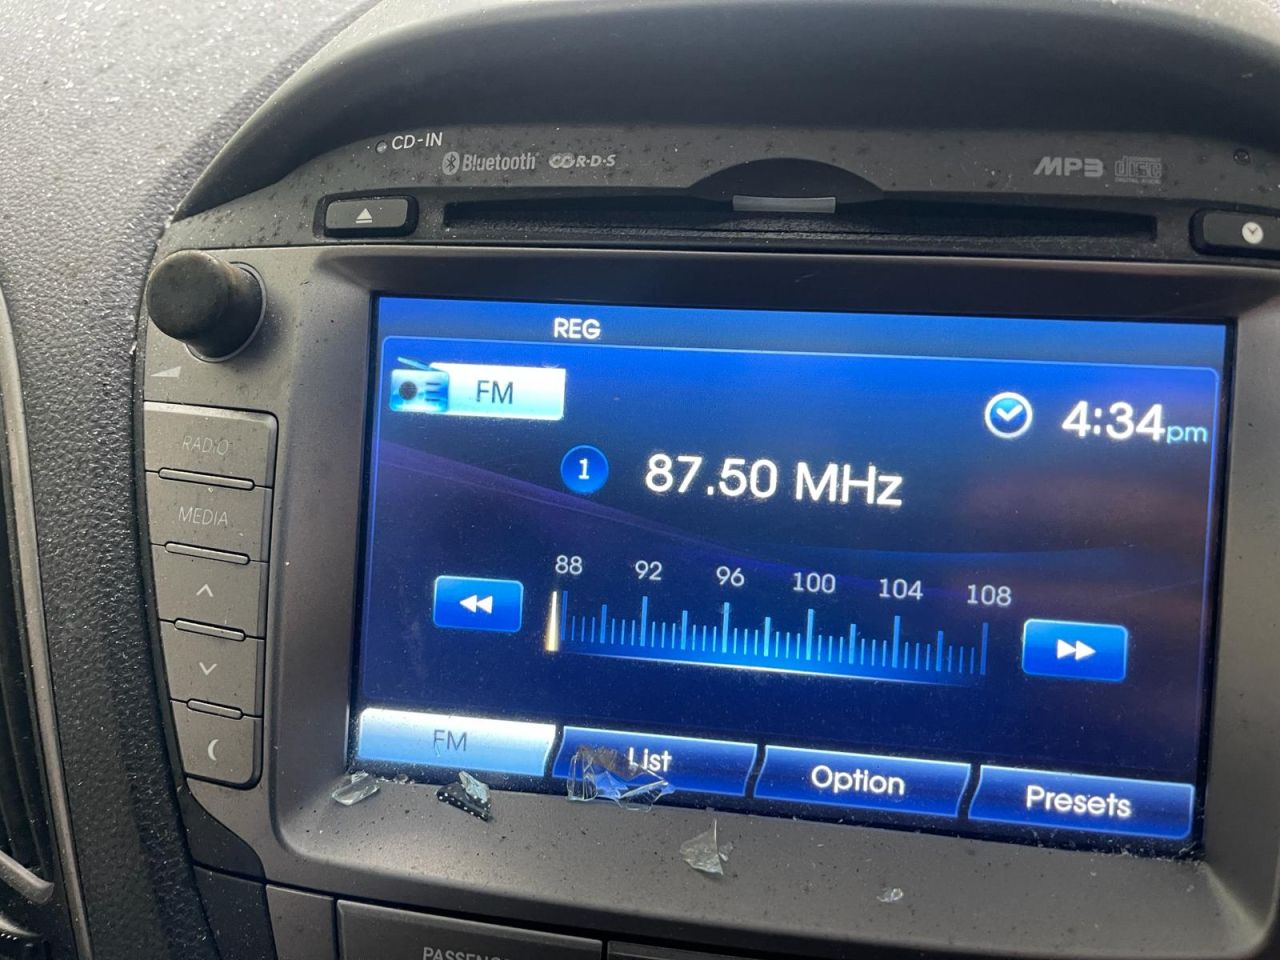 CD-IN
Bluetooth R·D·S
MP3 disc
REG
FM
4:34pm
1 87.50 MHz
88 92 96 100 104 108
RADIO
MEDIA
FM List Option Presets